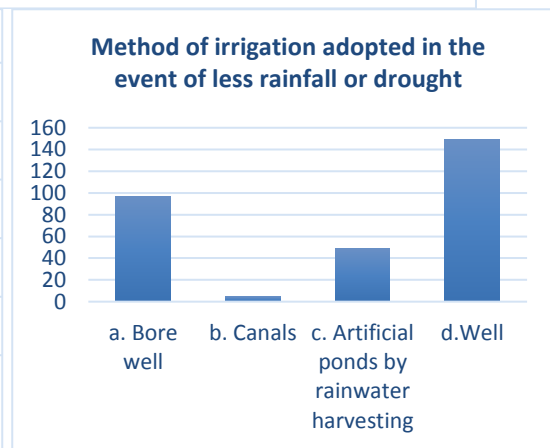 Method of irrigation adopted in the
event of less rainfall or drought
160
140
120
100
80
60
40
20
0
a. Bore
well
b. Canals
c. Artificial
ponds by
rainwater
harvesting
d.Well